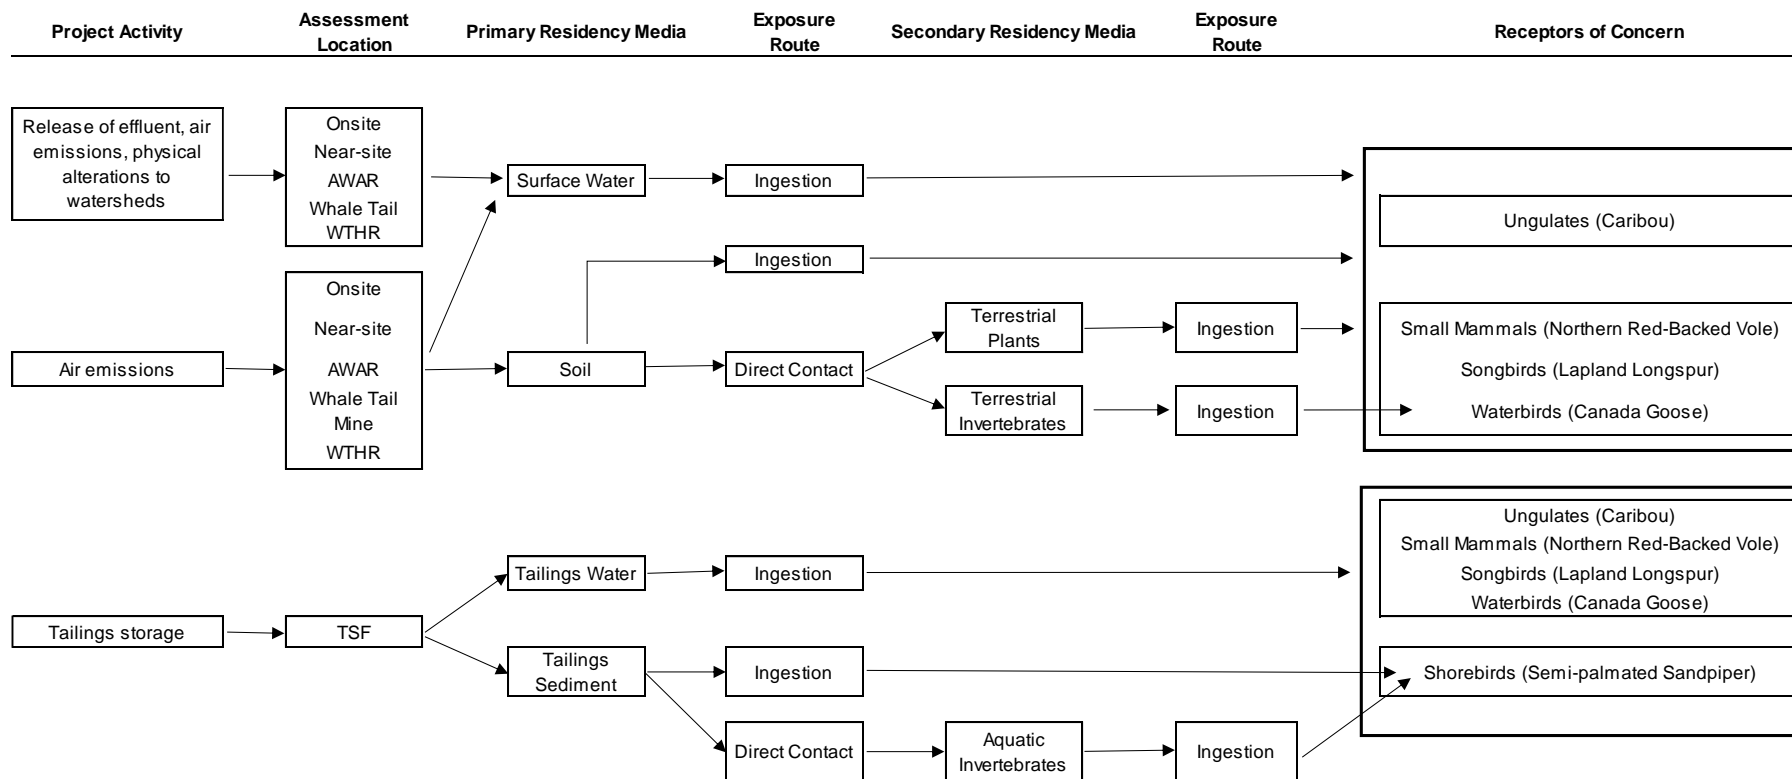 Project Activity
Assessment
Location
Primary Residency Media
Exposure
Route
Secondary Residency Media
Exposure
Route
Receptors of Concern
Release of effluent, air
emissions, physical
alterations to
watersheds
Onsite
Near-site
AWAR
Whale Tail
WTHR
Surface Water
Ingestion
Ungulates (Caribou)
Ingestion
Air emissions
Onsite
Near-site
AWAR
Whale Tail
Mine
WTHR
Soil
Direct Contact
Terrestrial
Plants
Ingestion
Terrestrial
Invertebrates
Ingestion
Small Mammals (Northern Red-Backed Vole)
Songbirds (Lapland Longspur)
Waterbirds (Canada Goose)
Tailings storage
TSF
Tailings Water
Ingestion
Ungulates (Caribou)
Small Mammals (Northern Red-Backed Vole)
Songbirds (Lapland Longspur)
Waterbirds (Canada Goose)
Tailings
Sediment
Ingestion
Shorebirds (Semi-palmated Sandpiper)
Direct Contact
Aquatic
Invertebrates
Ingestion